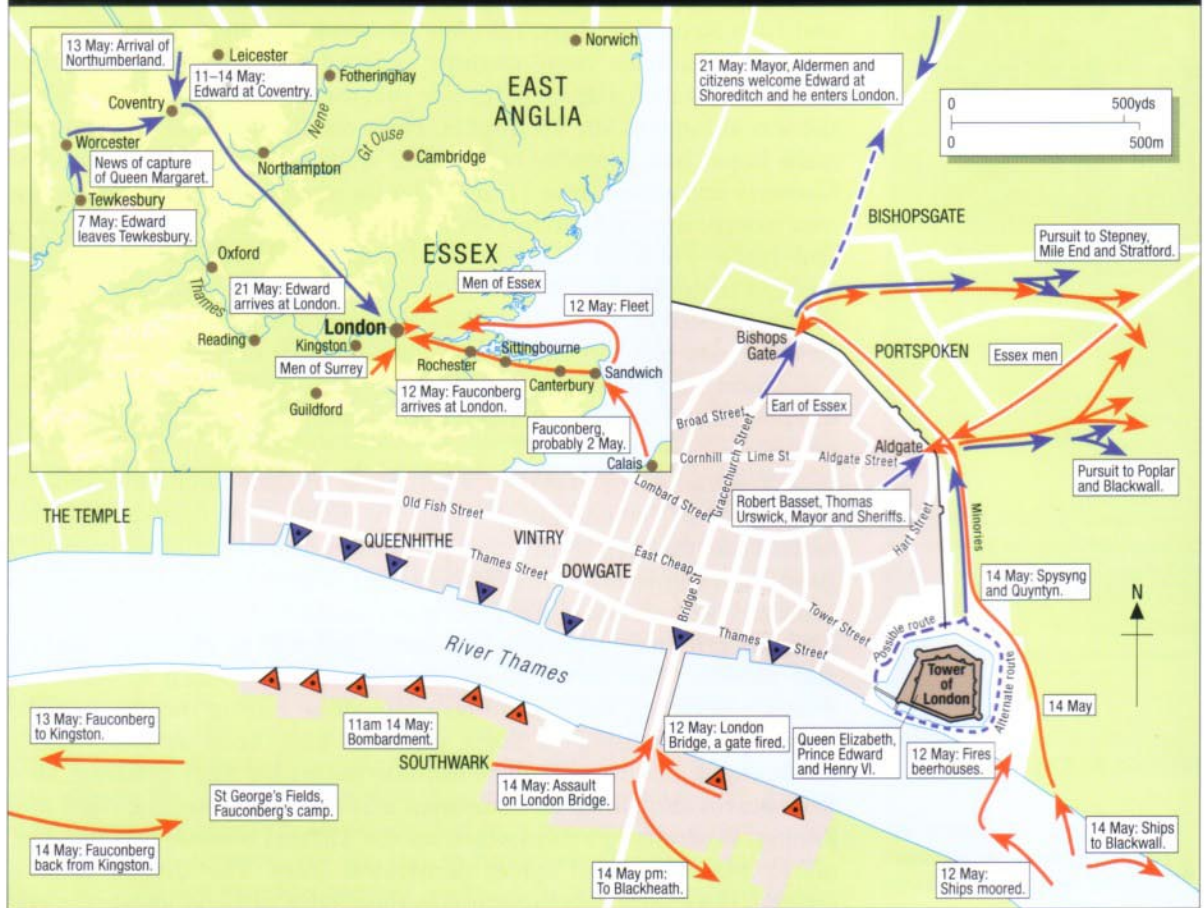 13 May: Arrival of
Northumberland.
Leicester
11–14 May:
Edward at Coventry.
Fotheringhay
Norwich
EAST
ANGLIA
Coventry
Nene
Gt Ouse
Worcester
News of capture
of Queen Margaret.
Northampton
Cambridge
Tewkesbury
7 May: Edward
leaves Tewkesbury.
Oxford
Thames
ESSEX
21 May: Edward
arrives at London.
Men of Essex
12 May: Fleet
London
Reading
Kingston
Sittingbourne
Rochester
Sandwich
Men of Surrey
Canterbury
Guildford
12 May: Fauconberg
arrives at London.
Fauconberg,
probably 2 May.
Calais
21 May: Mayor, Aldermen and
citizens welcome Edward at
Shoreditch and he enters London.
0 500yds
0 500m
BISHOPSGATE
Pursuit to Stepney,
Mile End and Stratford.
Bishops
Gate
PORTSPOKEN
Essex men
Earl of Essex
Broad Street
Aldgate
Cornhill
Lime St
Aldgate Street
Gracechurch Street
Lombard Street
Pursuit to Poplar
and Blackwall.
Robert Basset, Thomas
Urswick, Mayor and Sheriffs.
Hart Street
Minories
THE TEMPLE
Old Fish Street
QUEENHITHE
VINTRY
Thames Street
DOWGATE
East Cheap
Bridge St
Tower Street
Thames Street
14 May: Spysyng
and Quyntyn.
N
River Thames
Possible route
Tower
of
London
Alternate route
14 May
13 May: Fauconberg
to Kingston.
11am 14 May:
Bombardment.
12 May: London
Bridge, a gate fired.
Queen Elizabeth,
Prince Edward
and Henry VI.
12 May: Fires
beerhouses.
SOUTHWARK
14 May: Assault
on London Bridge.
St George's Fields,
Fauconberg's camp.
14 May: Fauconberg
back from Kingston.
14 May pm:
To Blackheath.
12 May:
Ships moored.
14 May: Ships
to Blackwall.